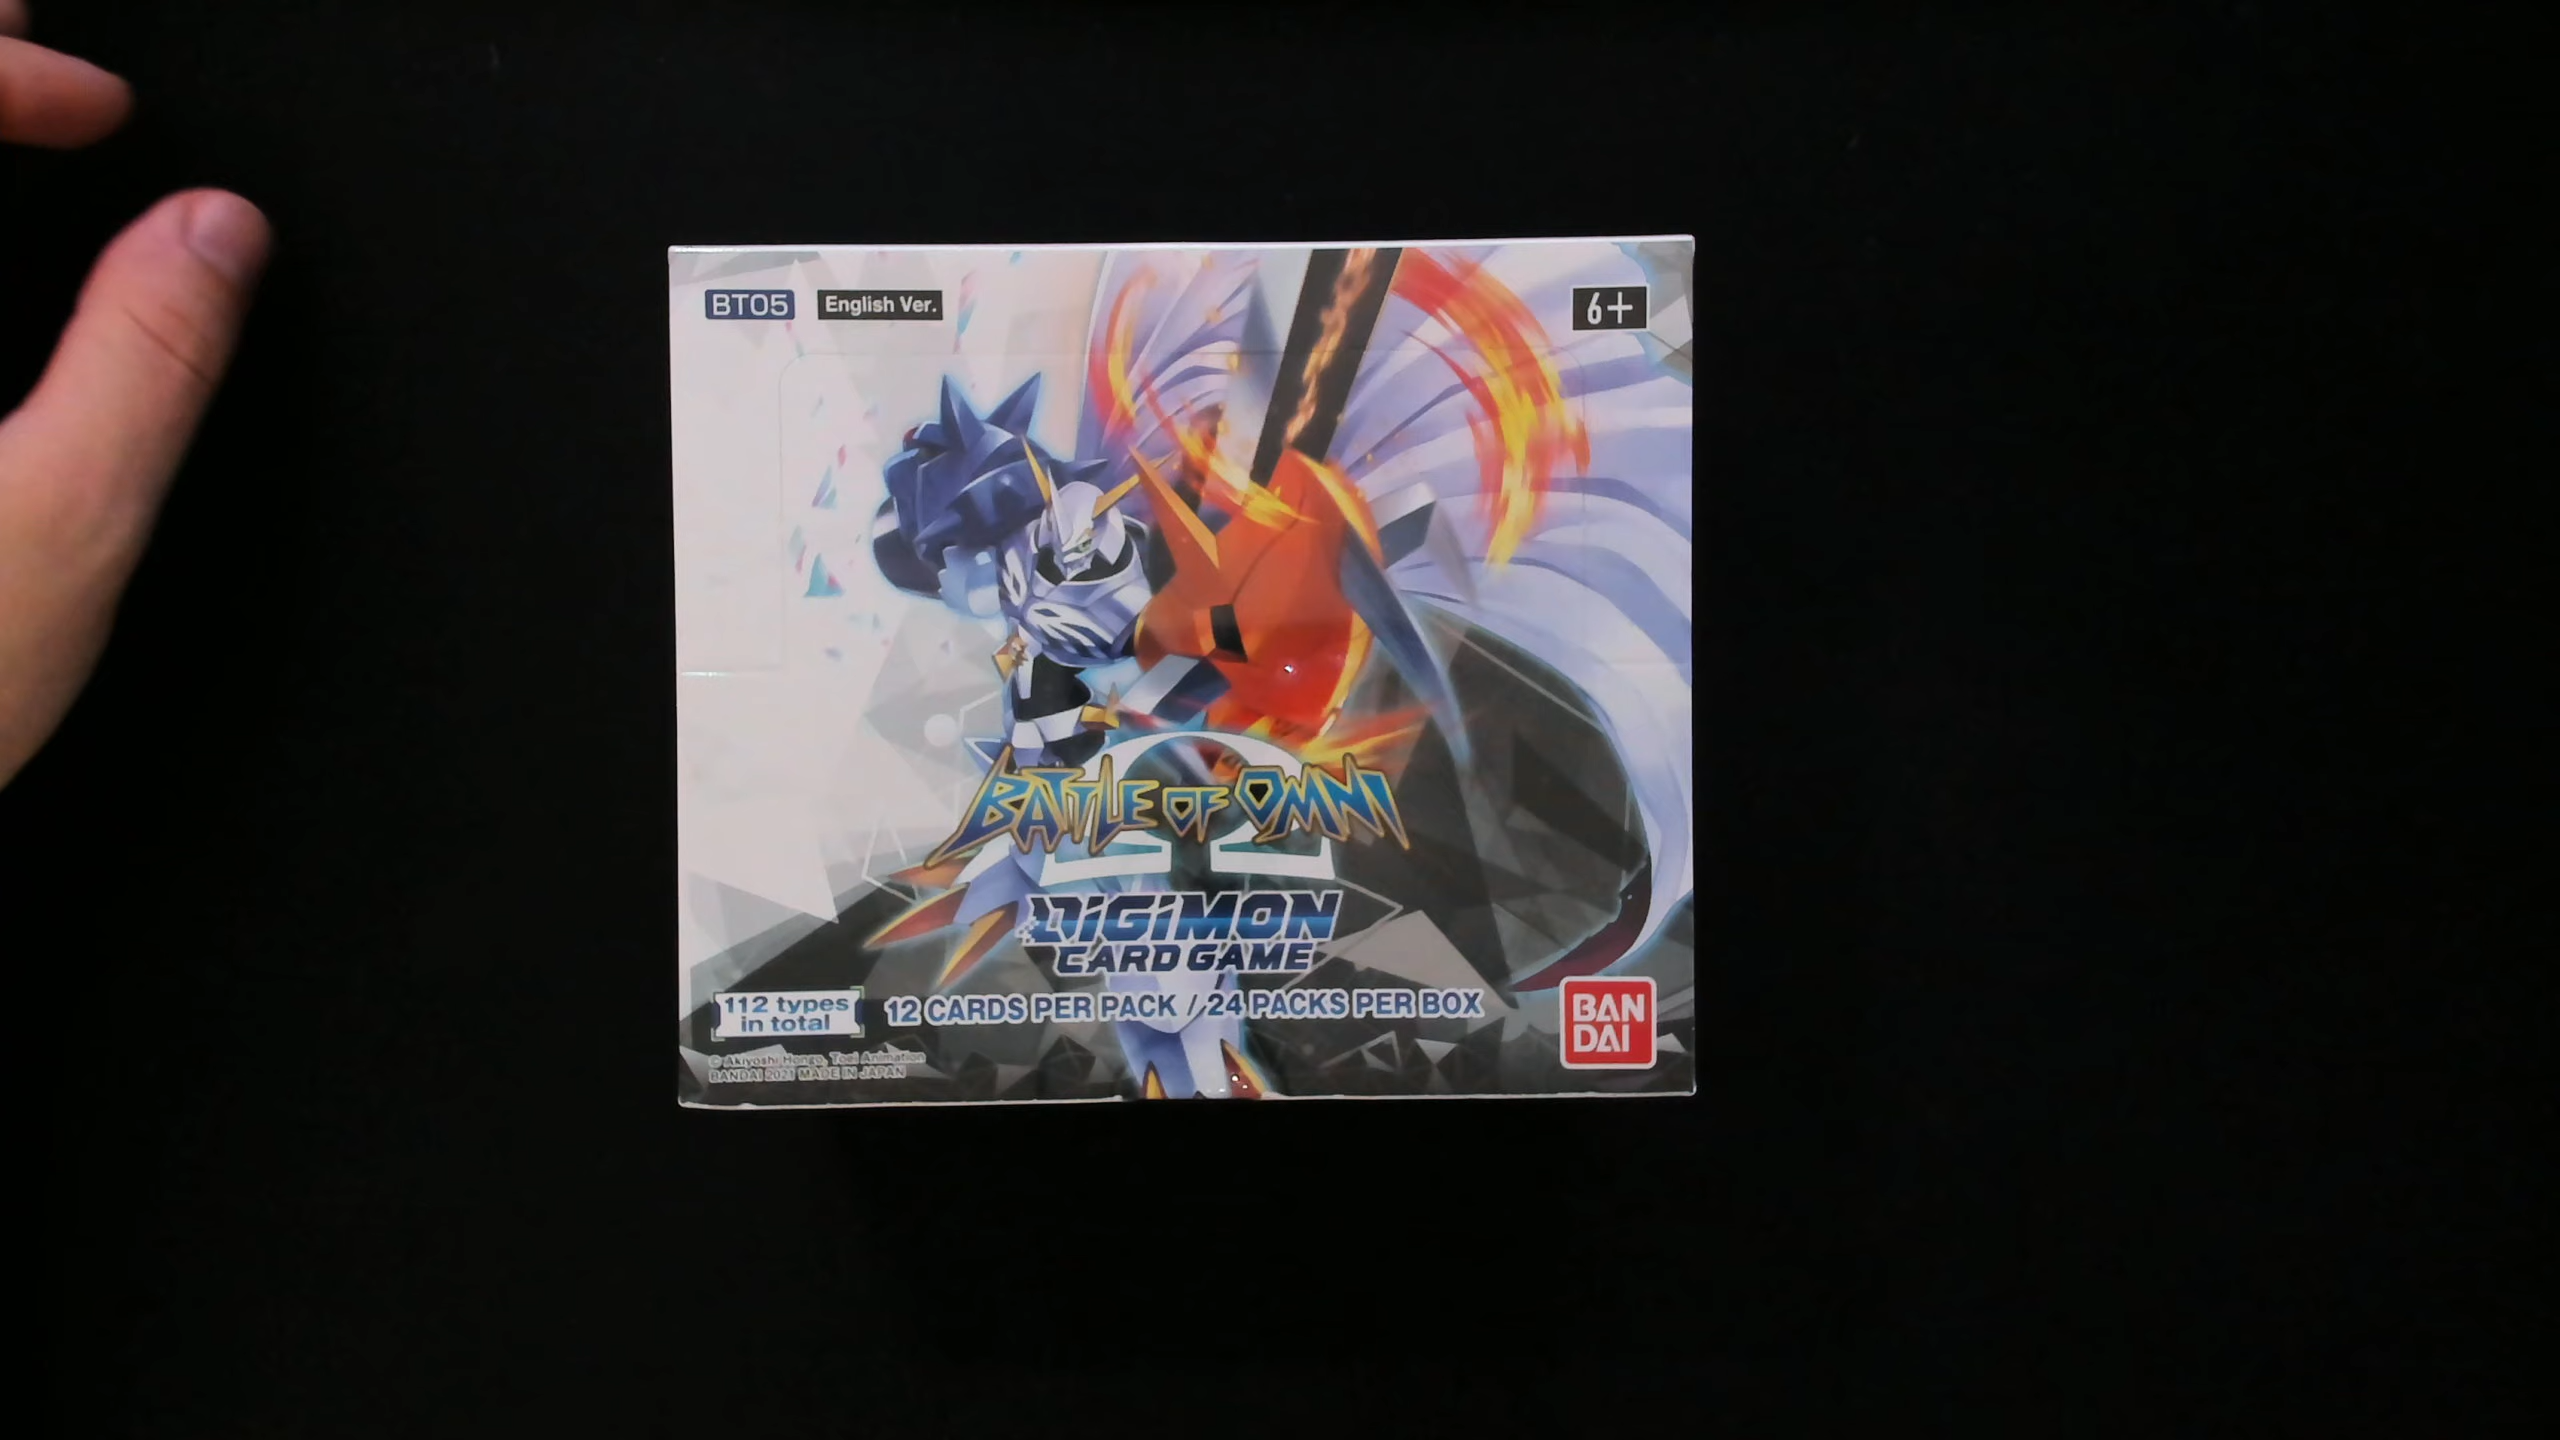 BT05 English Ver. 6+
Ω
BATTLE OF OMNI
DIGIMON
CARD GAME
112 types
in total
12 CARDS PER PACK / 24 PACKS PER BOX
BAN
DAI
© Akiyoshi Hongo, Toei Animation
BANDAI 2021 MADE IN JAPAN